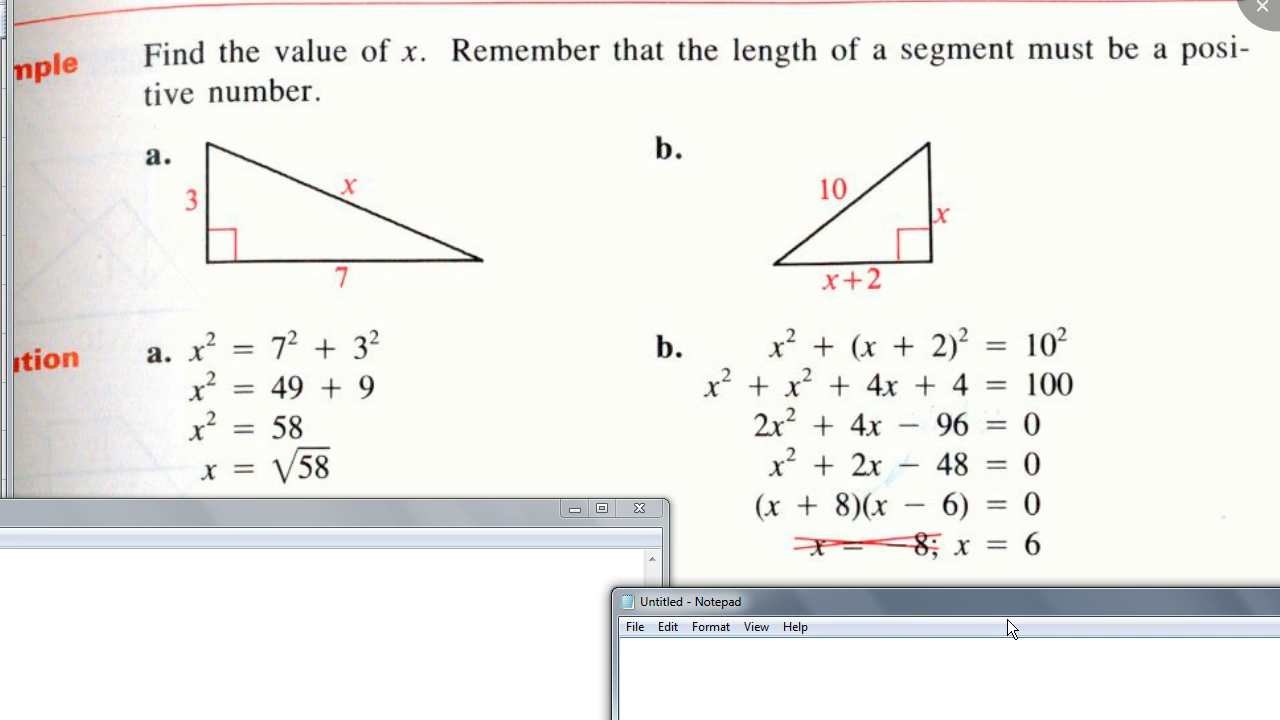 mple
Find the value of x. Remember that the length of a segment must be a posi-
tive number.
a.
3
x
7
b.
10
x
x+2
ution
a. x² = 7² + 3²
x² = 49 + 9
x² = 58
x = √58
b. x² + (x + 2)² = 10²
x² + x² + 4x + 4 = 100
2x² + 4x − 96 = 0
x² + 2x − 48 = 0
(x + 8)(x − 6) = 0
x = −8; x = 6
Untitled - Notepad
File Edit Format View Help